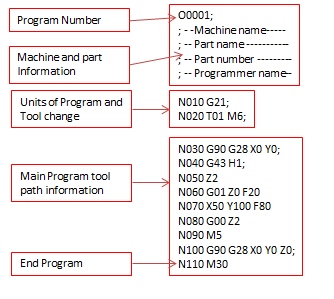 Program Number
O0001;
; --Machine name-----
; -- Part name -----------
; -- Part number ---------
; -- Programmer name--
Machine and part
Information
Units of Program and
Tool change
N010 G21;
N020 T01 M6;
Main Program tool
path information
N030 G90 G28 X0 Y0;
N040 G43 H1;
N050 Z2
N060 G01 Z0 F20
N070 X50 Y100 F80
N080 G00 Z2
N090 M5
N100 G90 G28 X0 Y0 Z0;
N110 M30
End Program